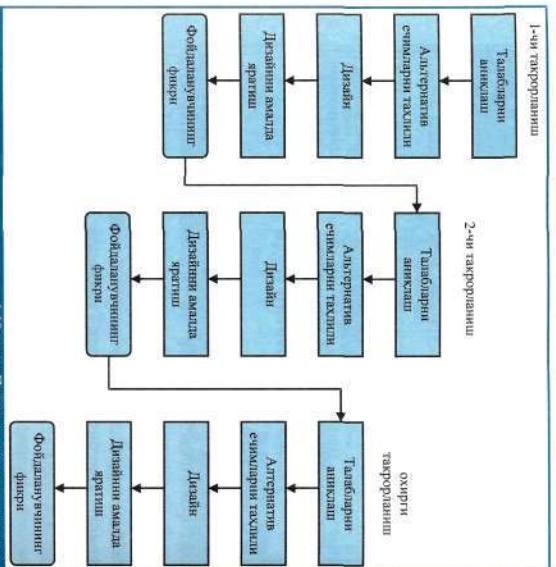 1-чи такрорланиш
Талабларни
аниқлаш
Альтернатив
ечимларни таҳлили
Дизайн
Дизайнни амалда
яратиш
Фойдаланувчининг
фикри
2-чи такрорланиш
Талабларни
аниқлаш
Альтернатив
ечимларни таҳлили
Дизайн
Дизайнни амалда
яратиш
Фойдаланувчининг
фикри
охирги
такрорланиш
Талабларни
аниқлаш
Алтернатив
ечимларни таҳлили
Дизайн
Дизайнни амалда
яратиш
Фойдаланувчининг
фикри